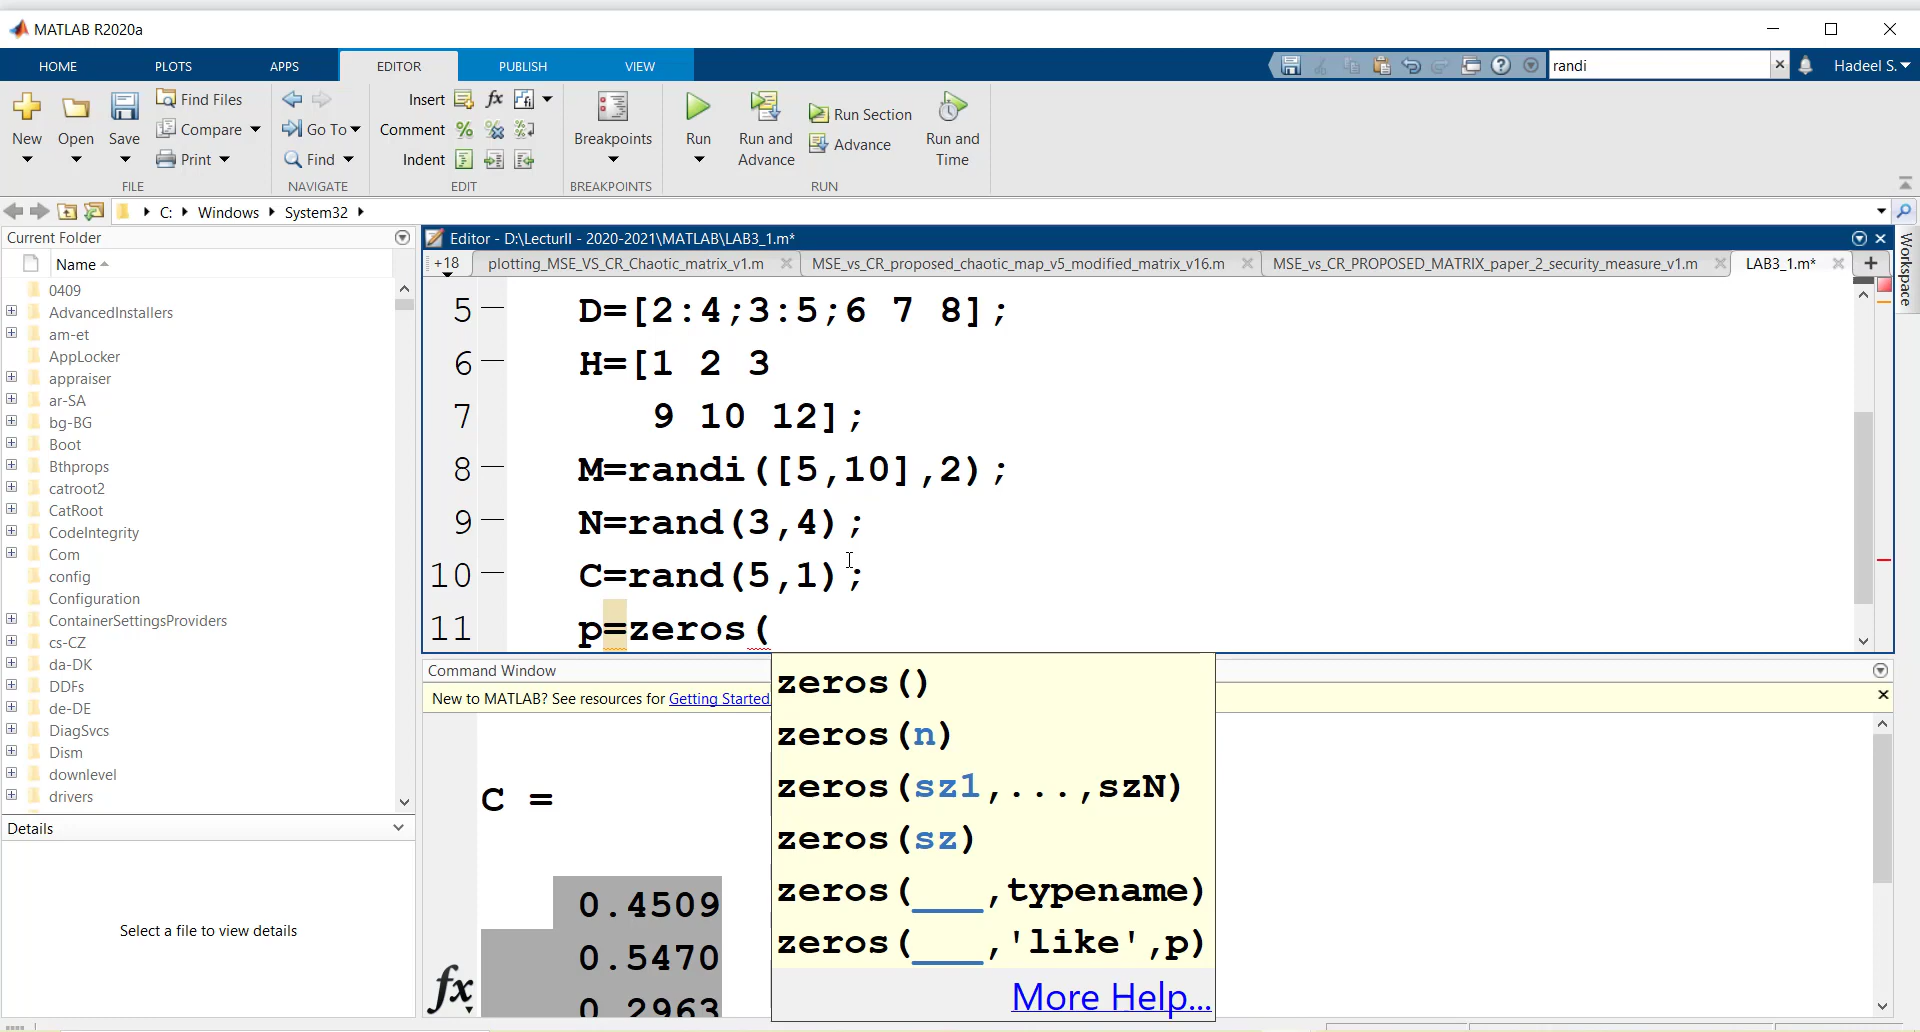 MATLAB R2020a
HOME PLOTS APPS EDITOR PUBLISH VIEW randi Hadeel S.
New Open Save Find Files Compare Print FILE
Go To Find NAVIGATE
Insert Comment Indent EDIT
Breakpoints BREAKPOINTS
Run Run and Advance Run Section Advance Run and Time RUN
C: Windows System32
Current Folder
Name
0409
AdvancedInstallers
am-et
AppLocker
appraiser
ar-SA
bg-BG
Boot
Bthprops
catroot2
CatRoot
CodeIntegrity
Com
config
Configuration
ContainerSettingsProviders
cs-CZ
da-DK
DDFs
de-DE
DiagSvcs
Dism
downlevel
drivers
Details
Select a file to view details
Editor - D:\LecturII - 2020-2021\MATLAB\LAB3_1.m*
+18 plotting_MSE_VS_CR_Chaotic_matrix_v1.m MSE_vs_CR_proposed_chaotic_map_v5_modified_matrix_v16.m MSE_vs_CR_PROPOSED_MATRIX_paper_2_security_measure_v1.m LAB3_1.m*
Workspace
5 D=[2:4;3:5;6 7 8];
6 H=[1 2 3
7 9 10 12];
8 M=randi([5,10],2);
9 N=rand(3,4);
10 C=rand(5,1);
11 p=zeros(
zeros()
zeros(n)
zeros(sz1,...,szN)
zeros(sz)
zeros(___,typename)
zeros(___,'like',p)
More Help...
Command Window
New to MATLAB? See resources for Getting Started
C =
0.4509
0.5470
0.2963
fx